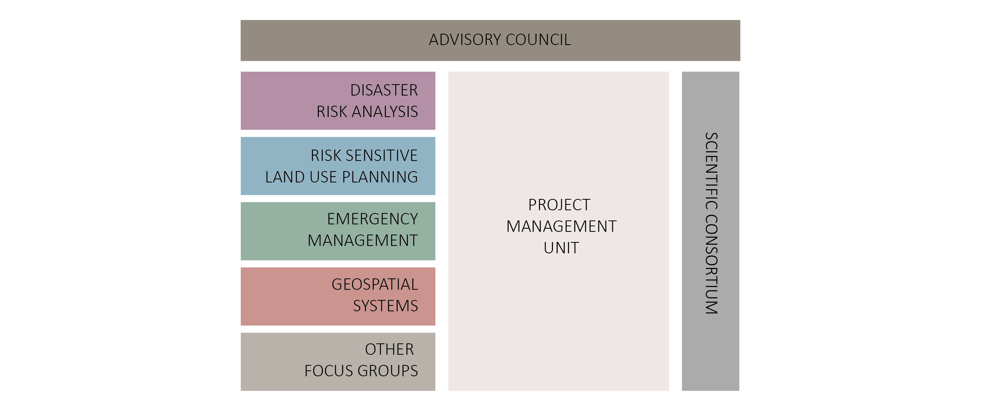 ADVISORY COUNCIL
DISASTER
RISK ANALYSIS
RISK SENSITIVE
LAND USE PLANNING
EMERGENCY
MANAGEMENT
GEOSPATIAL
SYSTEMS
OTHER
FOCUS GROUPS
PROJECT
MANAGEMENT
UNIT
SCIENTIFIC CONSORTIUM